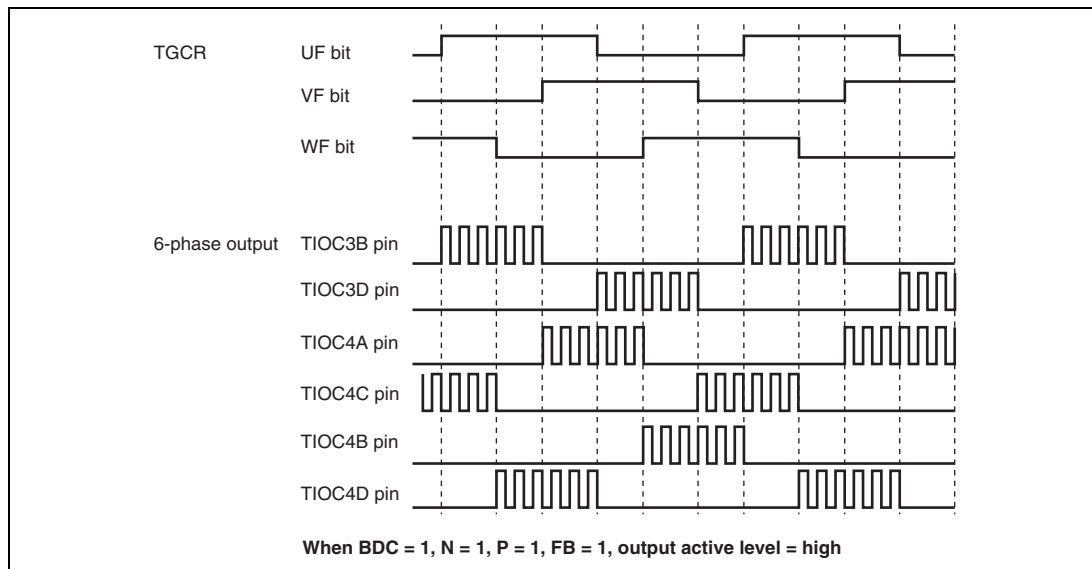 TGCR UF bit
VF bit
WF bit
6-phase output TIOC3B pin
TIOC3D pin
TIOC4A pin
TIOC4C pin
TIOC4B pin
TIOC4D pin
When BDC = 1, N = 1, P = 1, FB = 1, output active level = high